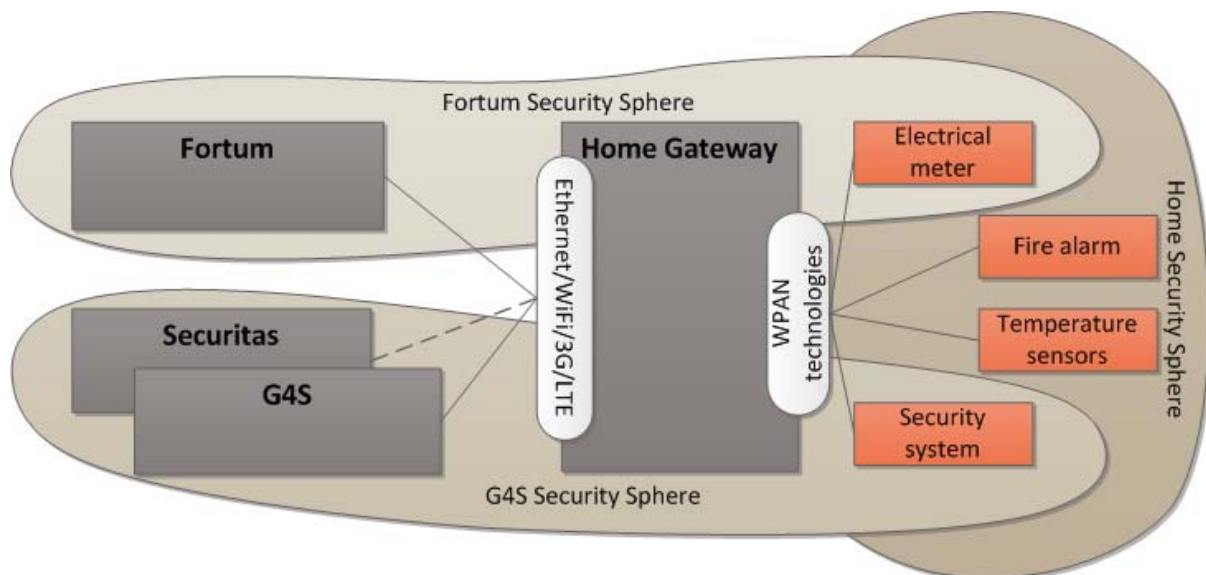 Fortum Security Sphere
Fortum
Home Gateway
Electrical
meter
Ethernet/WiFi/3G/LTE
WPAN
technologies
Fire alarm
Home Security Sphere
Securitas
G4S
Temperature
sensors
Security
system
G4S Security Sphere